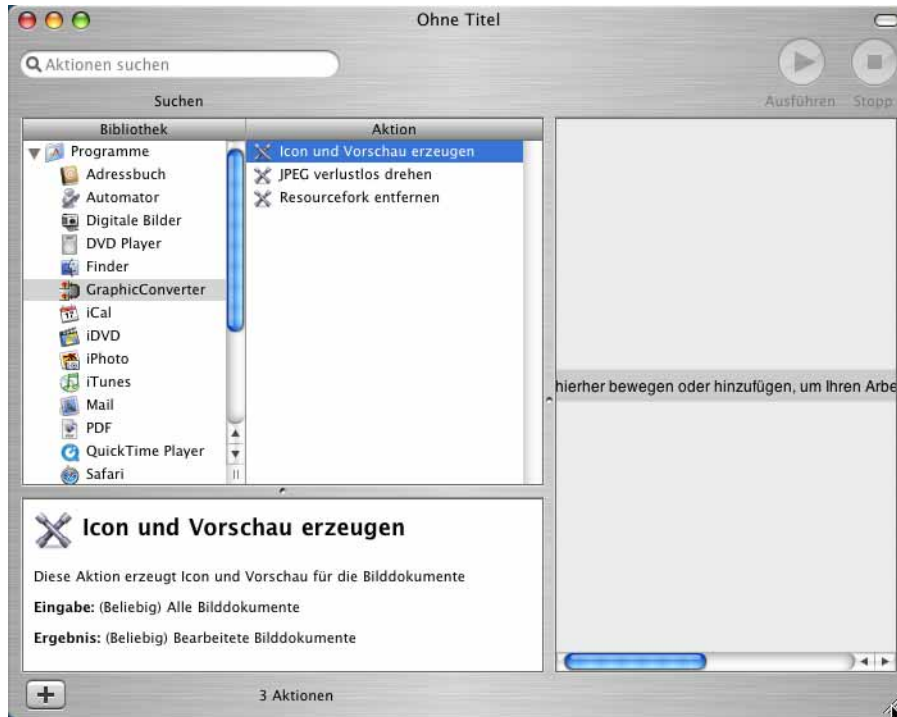 Ohne Titel
Aktionen suchen
Suchen
Ausführen
Stopp
Bibliothek
Aktion
Programme
Adressbuch
Automator
Digitale Bilder
DVD Player
Finder
GraphicConverter
iCal
iDVD
iPhoto
iTunes
Mail
PDF
QuickTime Player
Safari
Icon und Vorschau erzeugen
JPEG verlustlos drehen
Resourcefork entfernen
hierher bewegen oder hinzufügen, um Ihren Arbe
Icon und Vorschau erzeugen
Diese Aktion erzeugt Icon und Vorschau für die Bilddokumente
Eingabe: (Beliebig) Alle Bilddokumente
Ergebnis: (Beliebig) Bearbeitete Bilddokumente
3 Aktionen